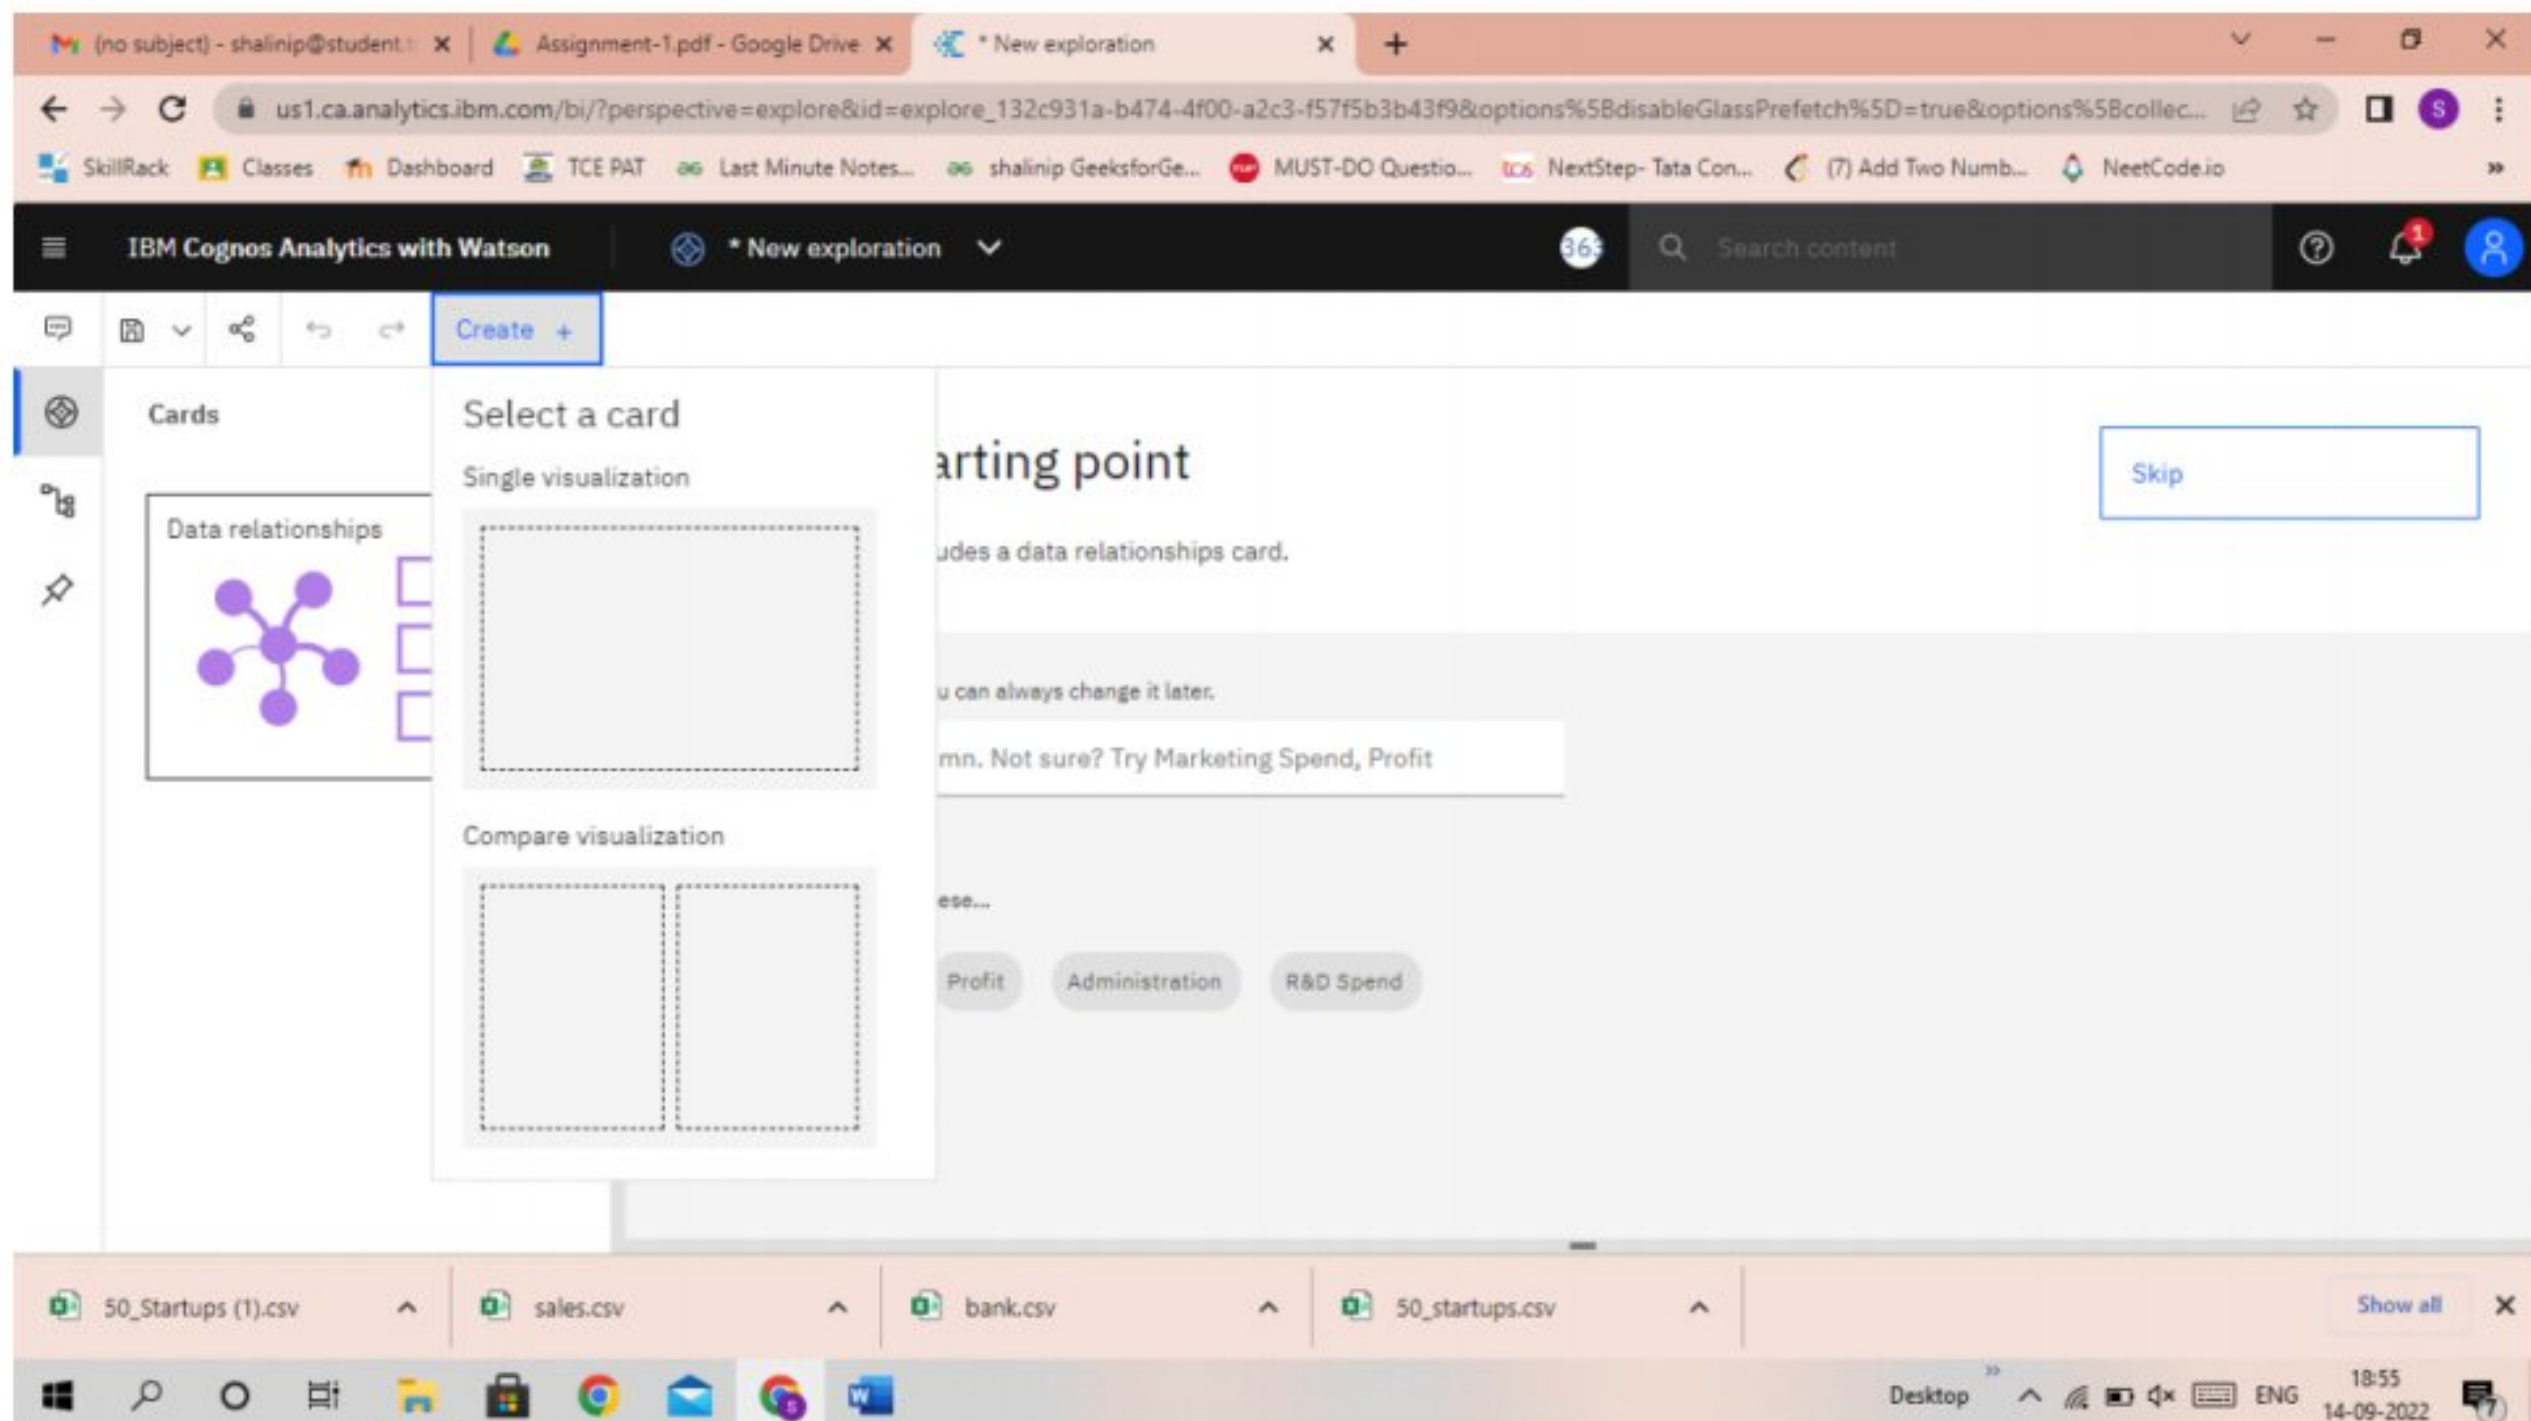 (no subject) - shalinip@student.t
Assignment-1.pdf - Google Drive
* New exploration
us1.ca.analytics.ibm.com/bi/?perspective=explore&id=explore_132c931a-b474-4f00-a2c3-f57f5b3b43f9&options%5BdisableGlassPrefetch%5D=true&options%5Bcollec...
S
SkillRack
Classes
Dashboard
TCE PAT
Last Minute Notes...
shalinip GeeksforGe...
MUST-DO Questio...
tcs
NextStep- Tata Con...
(7) Add Two Numb...
NeetCode.io
»
IBM Cognos Analytics with Watson
* New exploration
363
Search content
1
Create +
Cards
Select a card
arting point
Skip
Single visualization
Data relationships
udes a data relationships card.
u can always change it later.
mn. Not sure? Try Marketing Spend, Profit
Compare visualization
ese...
Profit
Administration
R&D Spend
50_Startups (1).csv
sales.csv
bank.csv
50_startups.csv
Show all
Desktop
»
ENG
18:55
14-09-2022
7